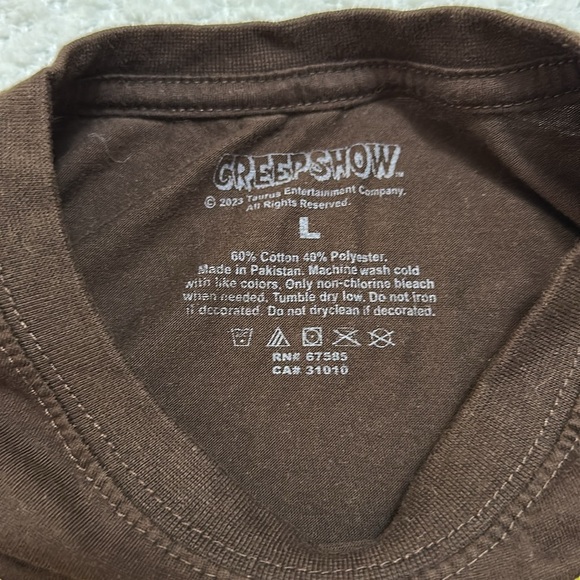 CREEPSHOW™
© 2023 Taurus Entertainment Company.
All Rights Reserved.
L
60% Cotton 40% Polyester.
Made in Pakistan. Machine wash cold
with like colors. Only non-chlorine bleach
when needed. Tumble dry low. Do not iron
if decorated. Do not dryclean if decorated.
RN# 67585
CA# 31010